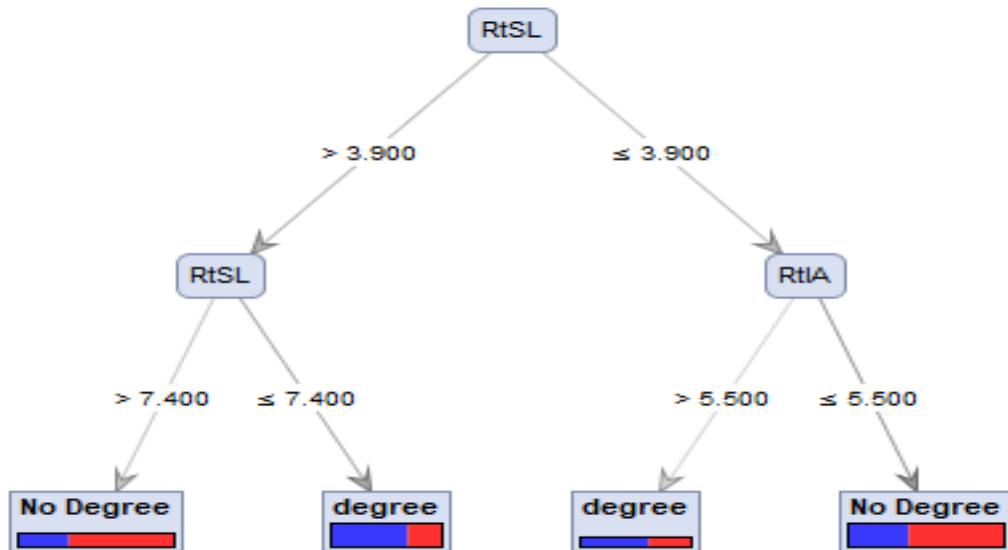 RtSL
> 3.900 ≤ 3.900
RtSL RtIA
> 7.400 ≤ 7.400 > 5.500 ≤ 5.500
No Degree degree degree No Degree